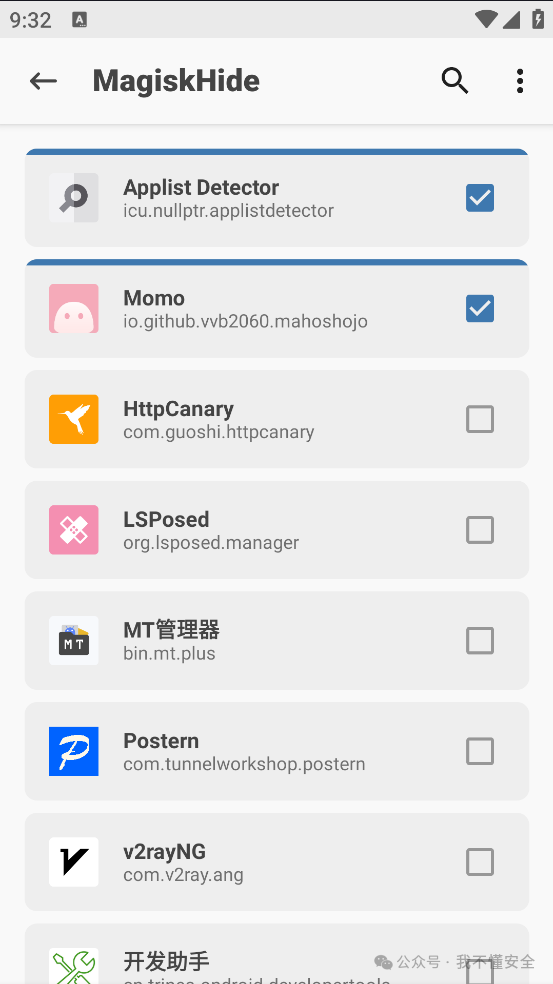 9:32
A
MagiskHide
Applist Detector
icu.nullptr.applistdetector
Momo
io.github.vvb2060.mahoshojo
HttpCanary
com.guoshi.httpcanary
LSPosed
org.lsposed.manager
MT管理器
bin.mt.plus
MT
Postern
com.tunnelworkshop.postern
v2rayNG
com.v2ray.ang
开发助手
公众号 · 我不懂安全